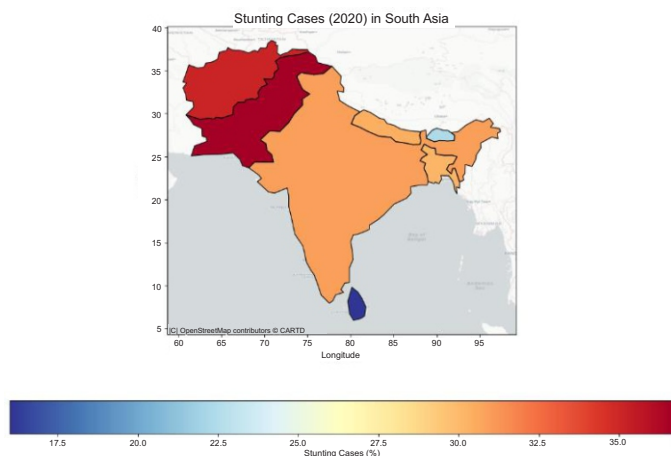 Stunting Cases (2020) in South Asia
40
35
30
25
20
15
10
5
(C) OpenStreetMap contributors © CARTD
60 65 70 75 80 85 90 95
Longitude
17.5 20.0 22.5 25.0 27.5 30.0 32.5 35.0
Stunting Cases (%)